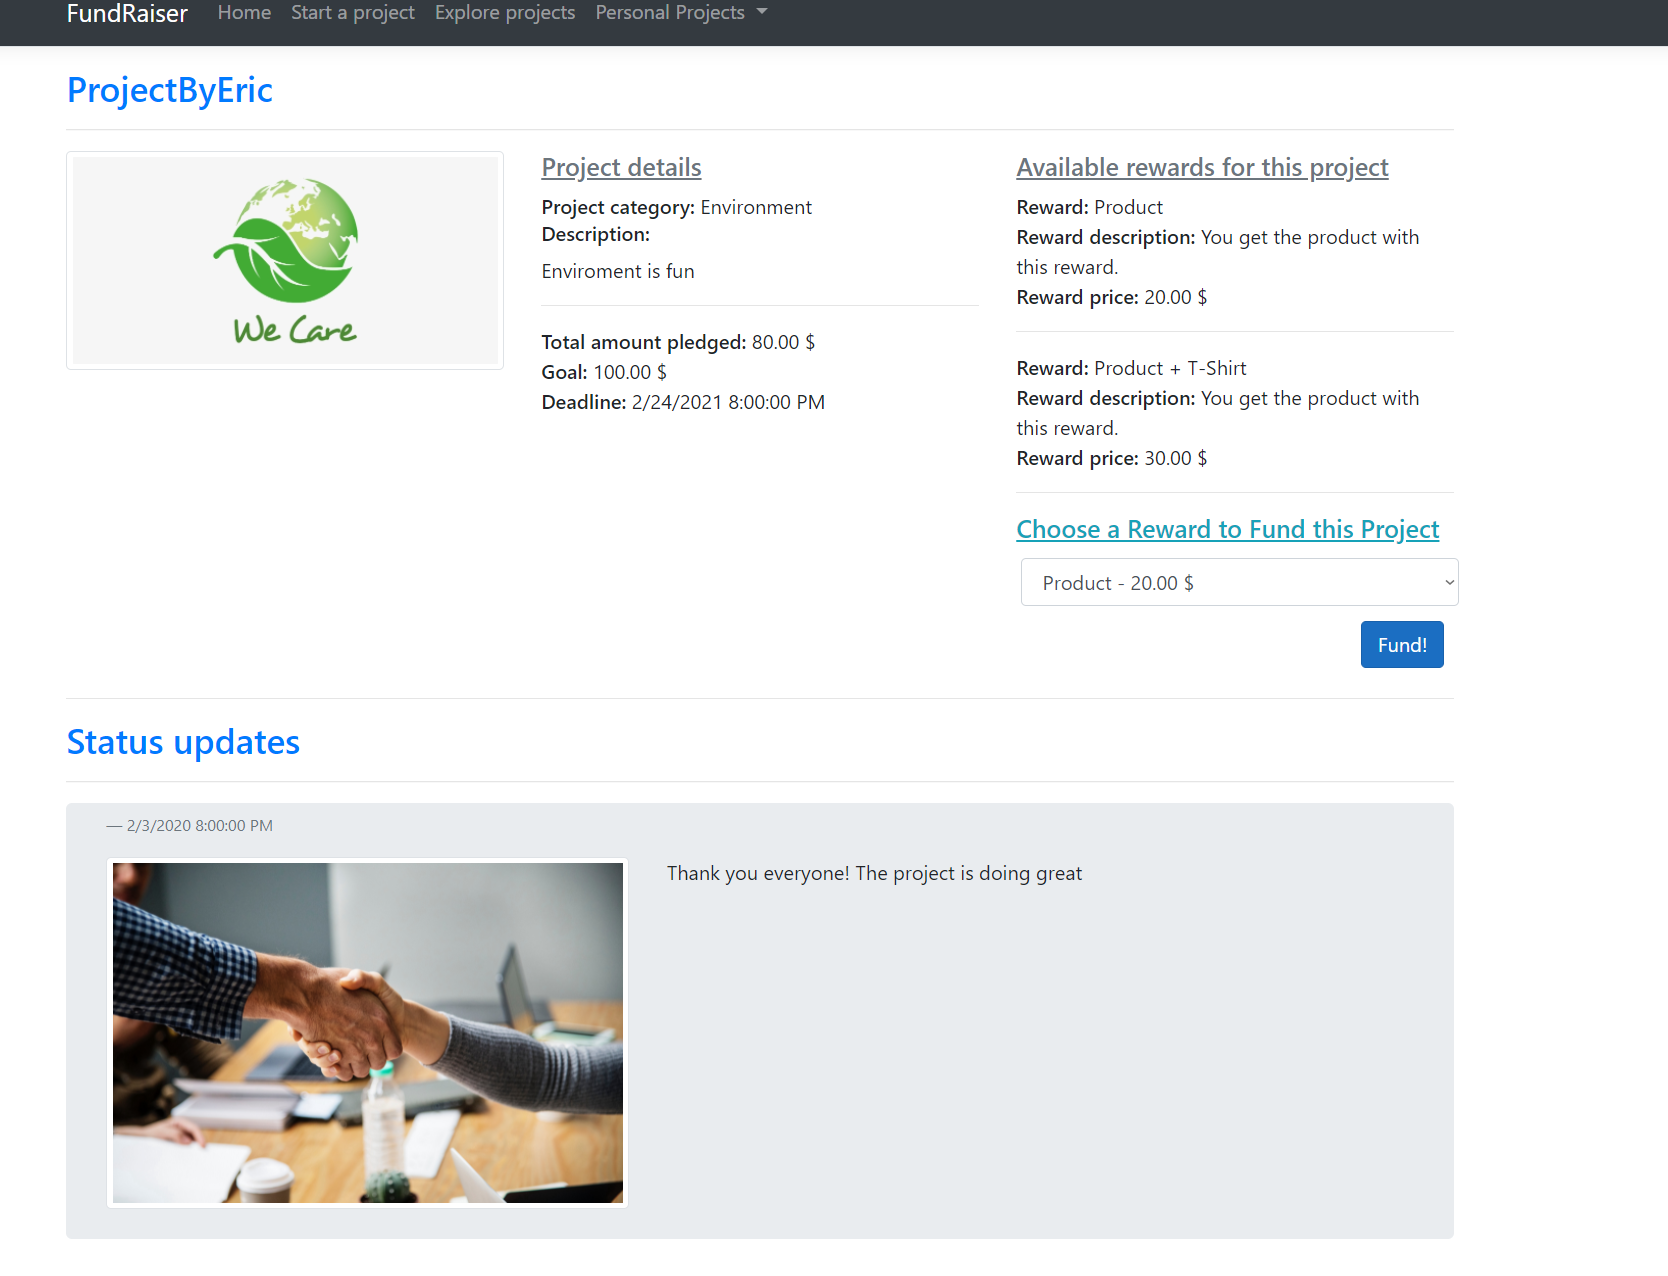 FundRaiser Home Start a project Explore projects Personal Projects
ProjectByEric
We Care
Project details
Project category: Environment
Description:
Enviroment is fun
Total amount pledged: 80.00 $
Goal: 100.00 $
Deadline: 2/24/2021 8:00:00 PM
Available rewards for this project
Reward: Product
Reward description: You get the product with
this reward.
Reward price: 20.00 $
Reward: Product + T-Shirt
Reward description: You get the product with
this reward.
Reward price: 30.00 $
Choose a Reward to Fund this Project
Product - 20.00 $
Fund!
Status updates
— 2/3/2020 8:00:00 PM
Thank you everyone! The project is doing great